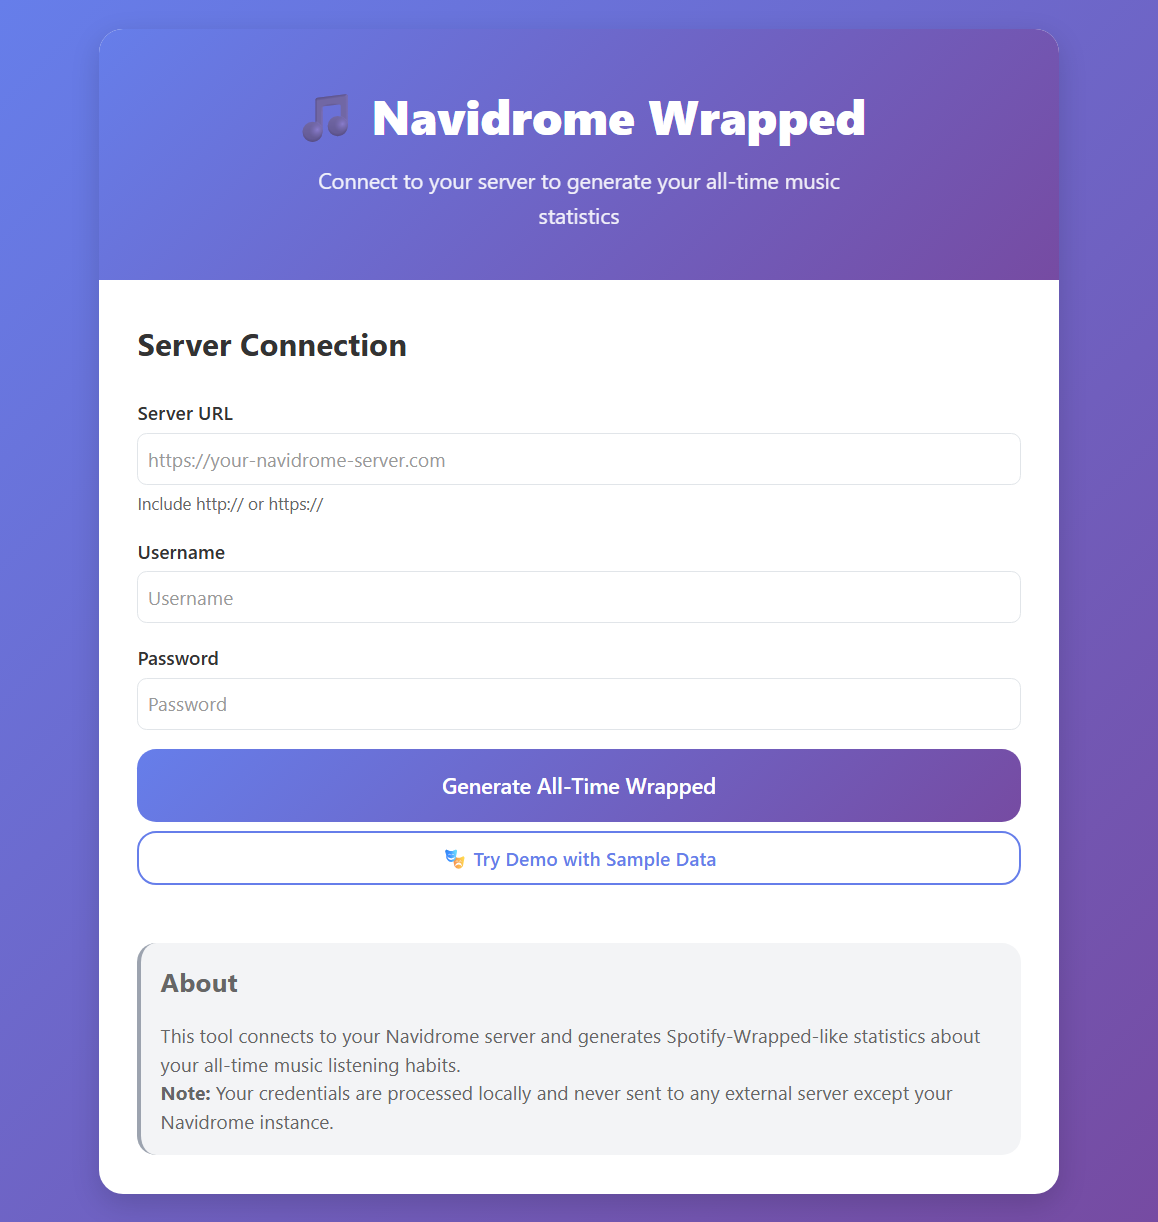 Navidrome Wrapped
Connect to your server to generate your all-time music
statistics
Server Connection
Server URL
https://your-navidrome-server.com
Include http:// or https://
Username
Username
Password
Password
Generate All-Time Wrapped
Try Demo with Sample Data
About
This tool connects to your Navidrome server and generates Spotify-Wrapped-like statistics about
your all-time music listening habits.
Note: Your credentials are processed locally and never sent to any external server except your
Navidrome instance.